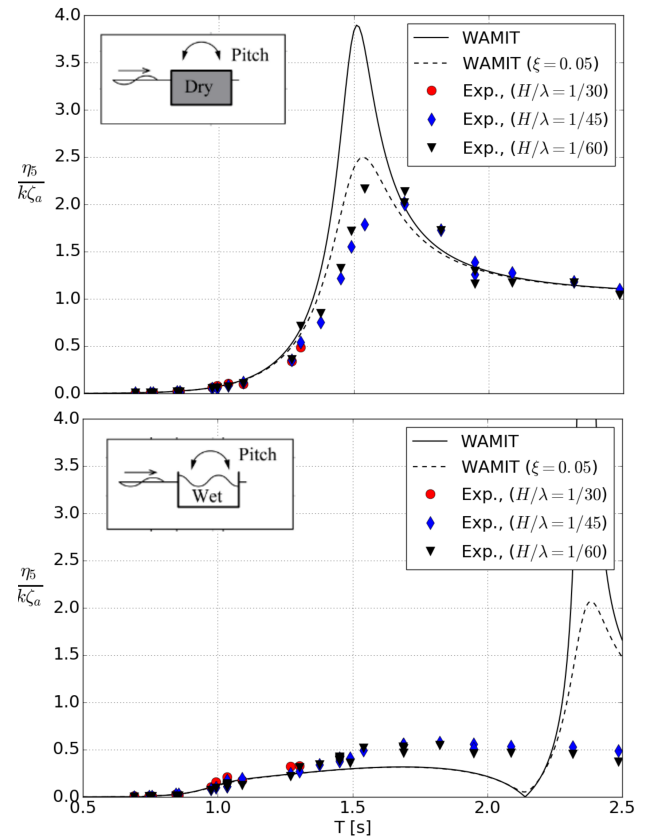 4.0
3.5
3.0
2.5
2.0
1.5
1.0
0.5
0.0
η₅
kζₐ
Pitch
Dry
WAMIT
WAMIT (ξ = 0.05)
Exp., (H/λ = 1/30)
Exp., (H/λ = 1/45)
Exp., (H/λ = 1/60)
4.0
3.5
3.0
2.5
2.0
1.5
1.0
0.5
0.0
η₅
kζₐ
Pitch
Wet
WAMIT
WAMIT (ξ = 0.05)
Exp., (H/λ = 1/30)
Exp., (H/λ = 1/45)
Exp., (H/λ = 1/60)
0.5 1.0 1.5 2.0 2.5
T [s]